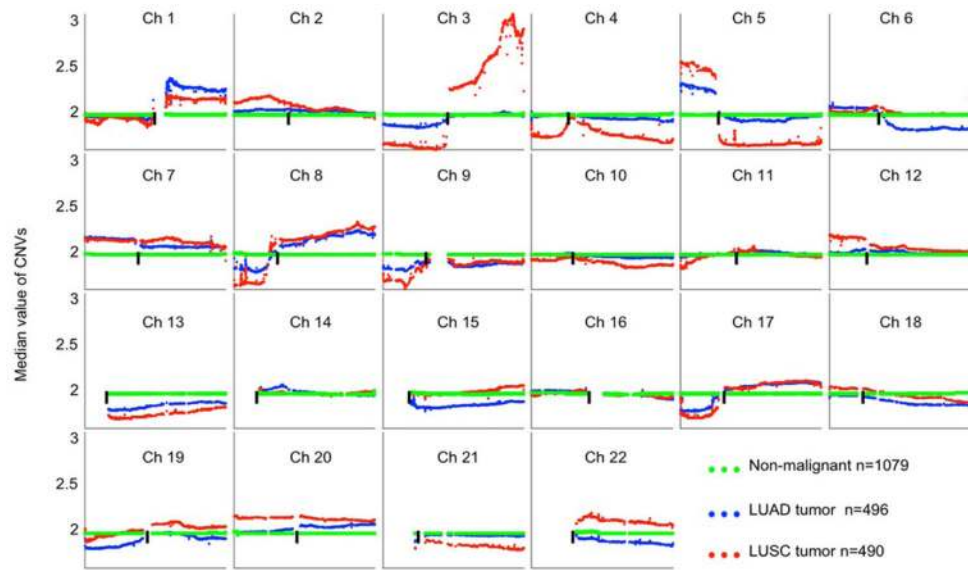 Median value of CNVs
3
2.5
2
Ch 1
Ch 2
Ch 3
Ch 4
Ch 5
Ch 6
3
2.5
2
Ch 7
Ch 8
Ch 9
Ch 10
Ch 11
Ch 12
3
2.5
2
Ch 13
Ch 14
Ch 15
Ch 16
Ch 17
Ch 18
3
2.5
2
Ch 19
Ch 20
Ch 21
Ch 22
Non-malignant n=1079
LUAD tumor n=496
LUSC tumor n=490